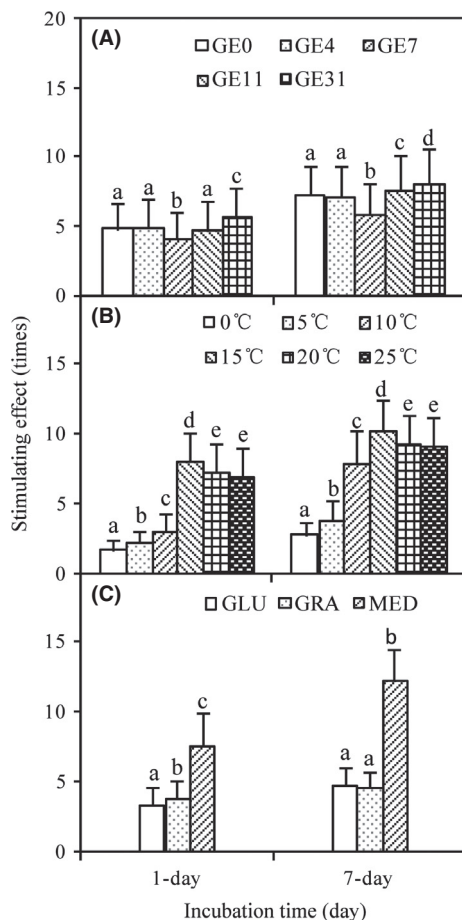 Stimulating effect (times)
20
(A)
GE0 GE4 GE7
GE11 GE31
15
10
5
0
a a b a c
a a b c d
(B)
0℃ 5℃ 10℃
15℃ 20℃ 25℃
15
10
5
0
a b c d e e
a b c d e e
(C)
GLU GRA MED
15
10
5
0
a b c
a a b
1-day 7-day
Incubation time (day)